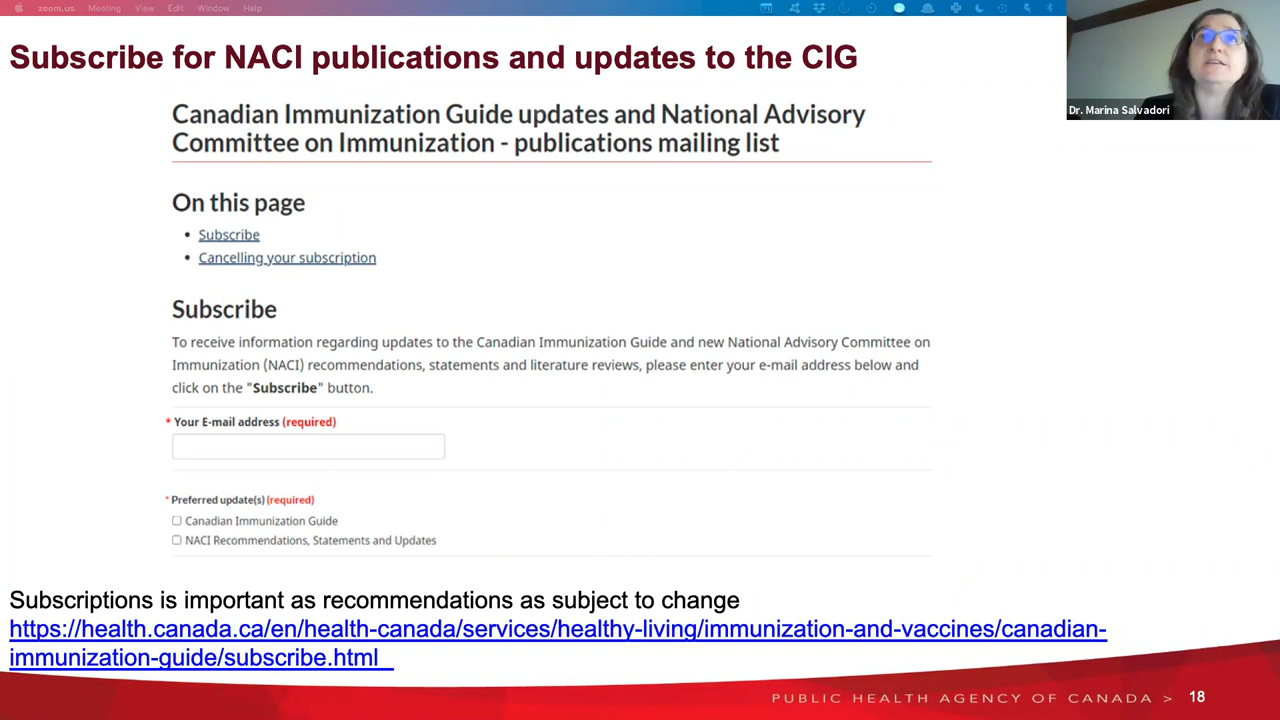 zoom.us Meeting View Edit Window Help
Subscribe for NACI publications and updates to the CIG
Dr. Marina Salvadori
Canadian Immunization Guide updates and National Advisory
Committee on Immunization - publications mailing list
On this page
• Subscribe
• Cancelling your subscription
Subscribe
To receive information regarding updates to the Canadian Immunization Guide and new National Advisory Committee on
Immunization (NACI) recommendations, statements and literature reviews, please enter your e-mail address below and
click on the "Subscribe" button.
* Your E-mail address (required)
* Preferred update(s) (required)
Canadian Immunization Guide
NACI Recommendations, Statements and Updates
Subscriptions is important as recommendations as subject to change
https://health.canada.ca/en/health-canada/services/healthy-living/immunization-and-vaccines/canadian-
immunization-guide/subscribe.html
PUBLIC HEALTH AGENCY OF CANADA > 18